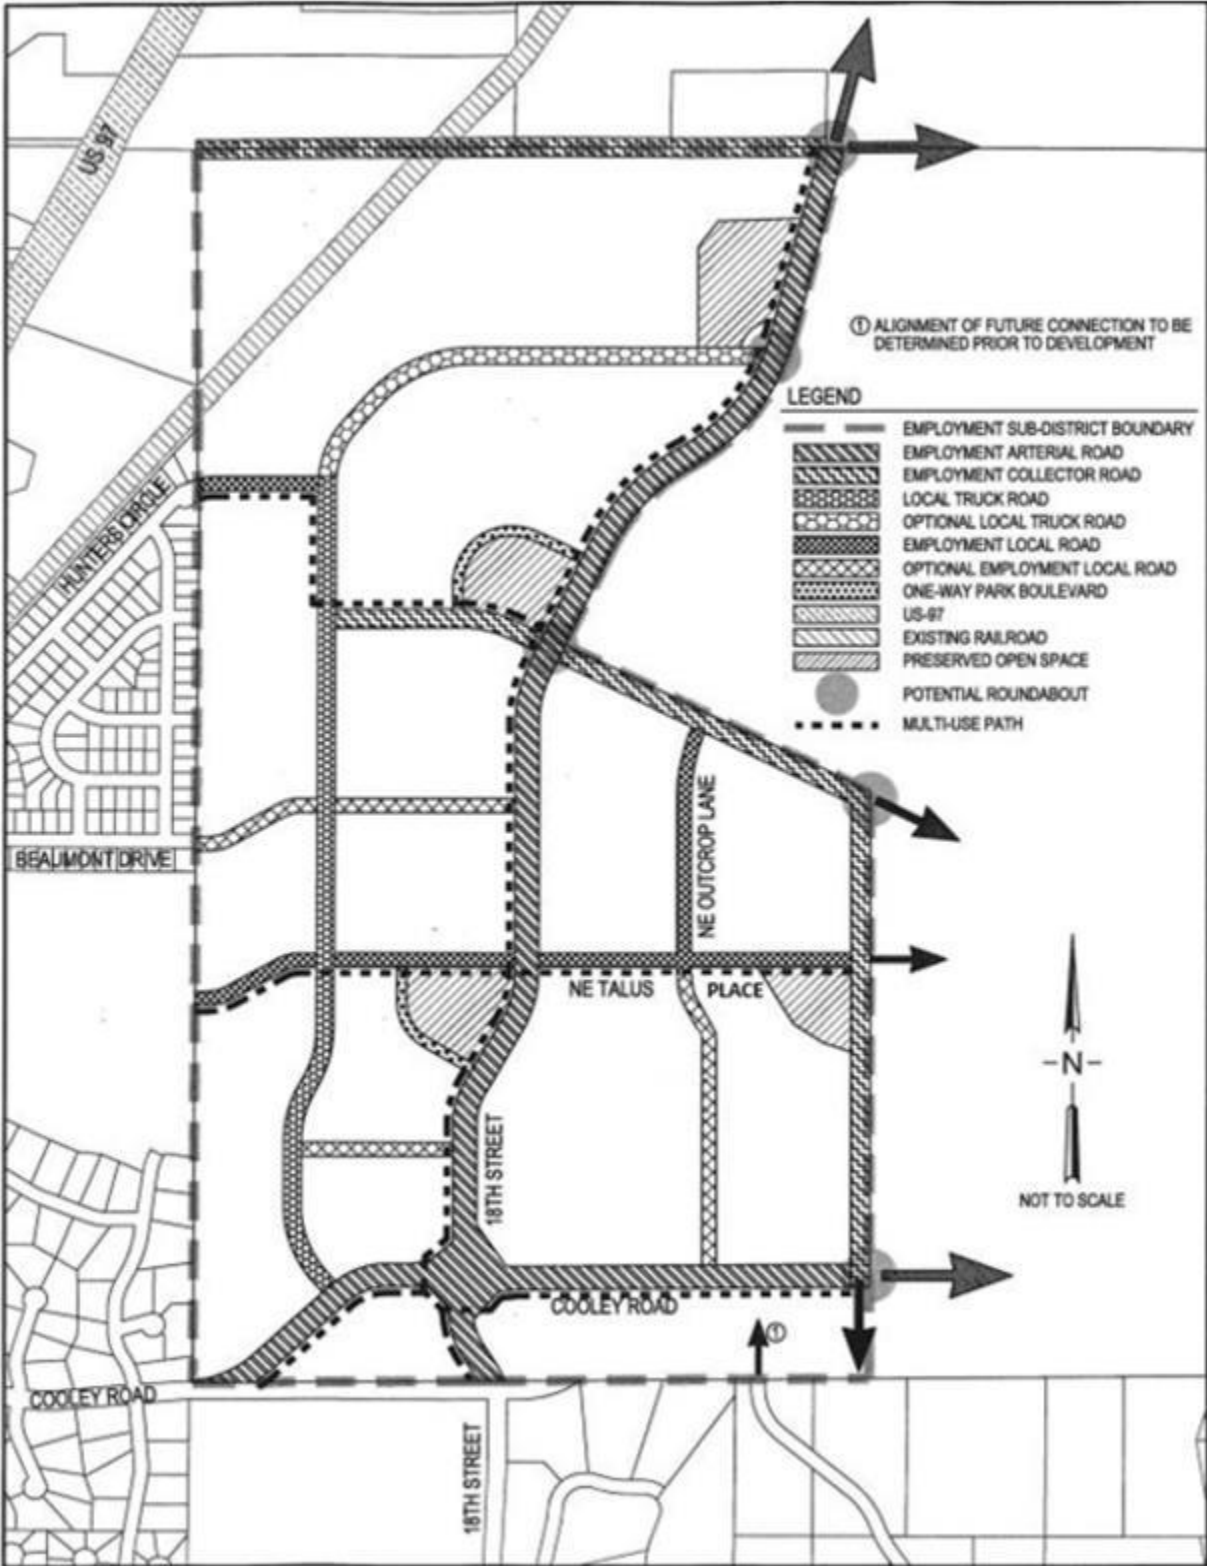 US 97
① ALIGNMENT OF FUTURE CONNECTION TO BE
DETERMINED PRIOR TO DEVELOPMENT
LEGEND
EMPLOYMENT SUB-DISTRICT BOUNDARY
EMPLOYMENT ARTERIAL ROAD
EMPLOYMENT COLLECTOR ROAD
LOCAL TRUCK ROAD
OPTIONAL LOCAL TRUCK ROAD
EMPLOYMENT LOCAL ROAD
OPTIONAL EMPLOYMENT LOCAL ROAD
ONE-WAY PARK BOULEVARD
US-97
EXISTING RAILROAD
PRESERVED OPEN SPACE
POTENTIAL ROUNDABOUT
MULTI-USE PATH
HUNTERS CIRCLE
BEAUMONT DRIVE
NE OUTCROP LANE
NE TALUS PLACE
-N-
NOT TO SCALE
18TH STREET
COOLEY ROAD
①
COOLEY ROAD
18TH STREET